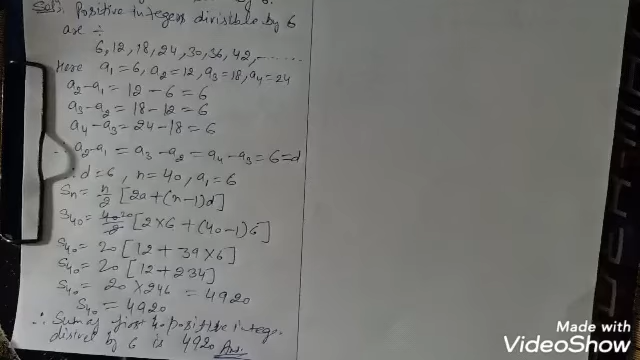 Sol: Positive integers divisible by 6
are ÷
6, 12, 18, 24, 30, 36, 42, .......
Here a₁ = 6, a₂ = 12, a₃ = 18, a₄ = 24
a₂-a₁ = 12 - 6 = 6
a₃-a₂ = 18 - 12 = 6
a₄-a₃ = 24 - 18 = 6
∴ a₂-a₁ = a₃-a₂ = a₄-a₃ = 6 = d
∴ d = 6, n = 40, a₁ = 6
Sn = n/2 [2a + (n-1)d]
S₄₀ = 40/2 20 [2×6 + (40-1)6]
S₄₀ = 20 [12 + 39×6]
S₄₀ = 20 [12 + 234]
S₄₀ = 20 × 246 = 4920
S₄₀ = 4920
∴ Sum of first 40 positive intege
by 6 is 4920 Ans.
Made with
VideoShow